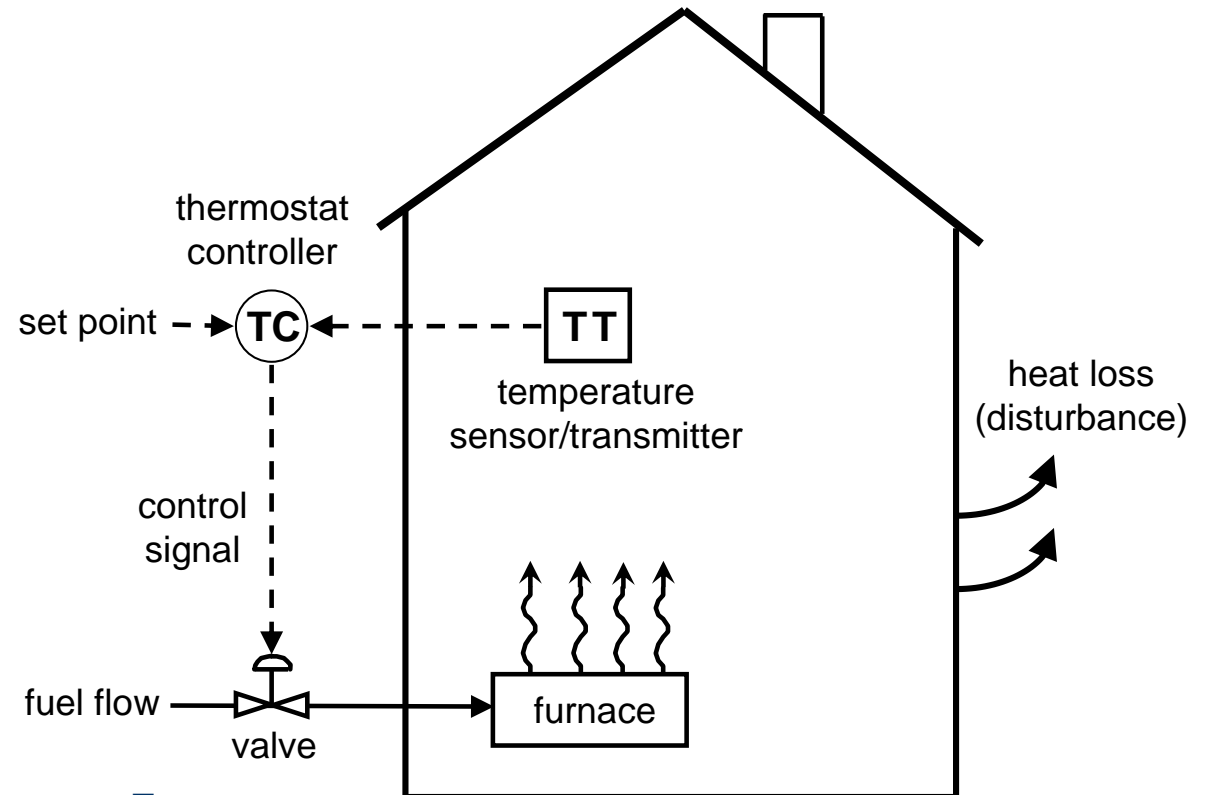 thermostat
controller
set point
TC
TT
temperature
sensor/transmitter
heat loss
(disturbance)
control
signal
fuel flow
valve
furnace